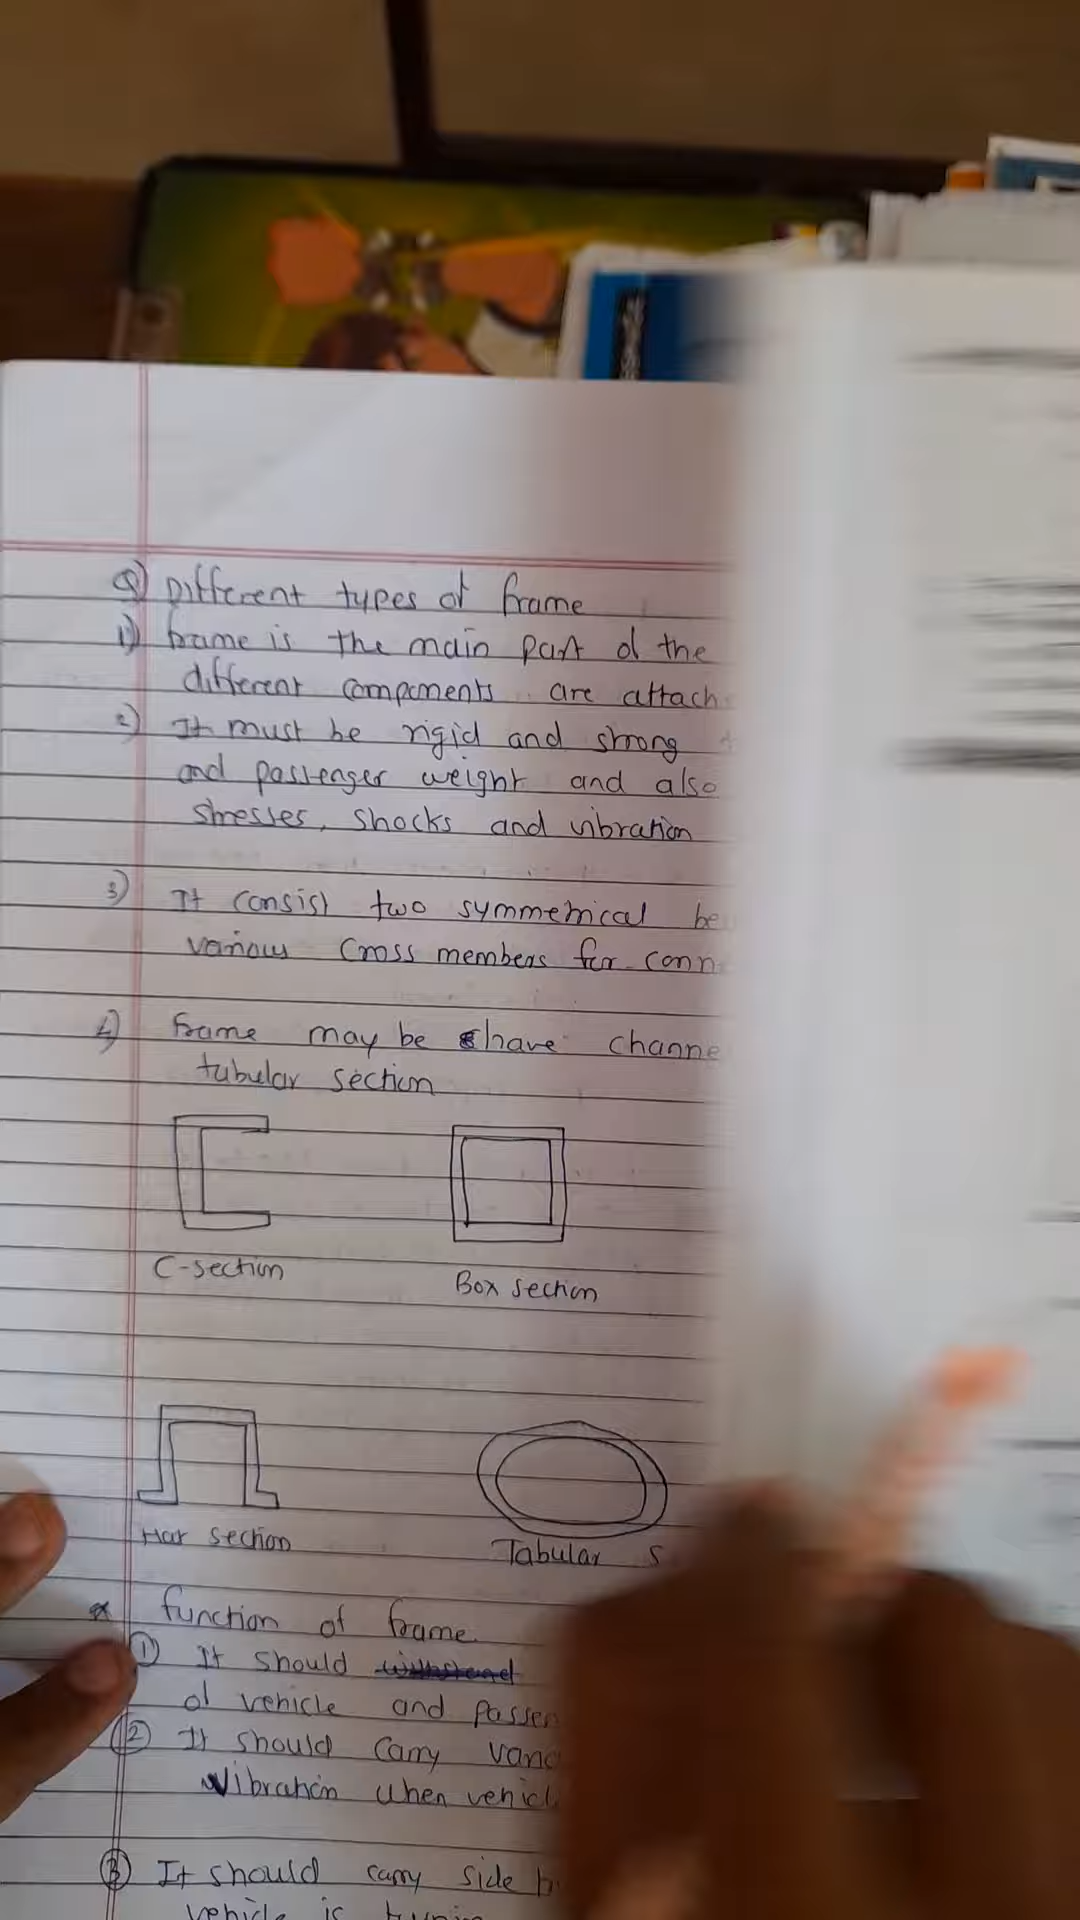 Q) Different types of frame
1) frame is the main part of the
different components are attach
2) It must be rigid and strong
and passenger weight and also
stresses, shocks and vibration
3) It consist two symmetrical be
various cross members for conn
4) frame may be have channe
tubular section
C-section
Box section
Hat section
Tabular S
* function of frame
① It should
of vehicle and passen
② It should carry vario
vibration when vehicl
③ It should carry side
vehicle is